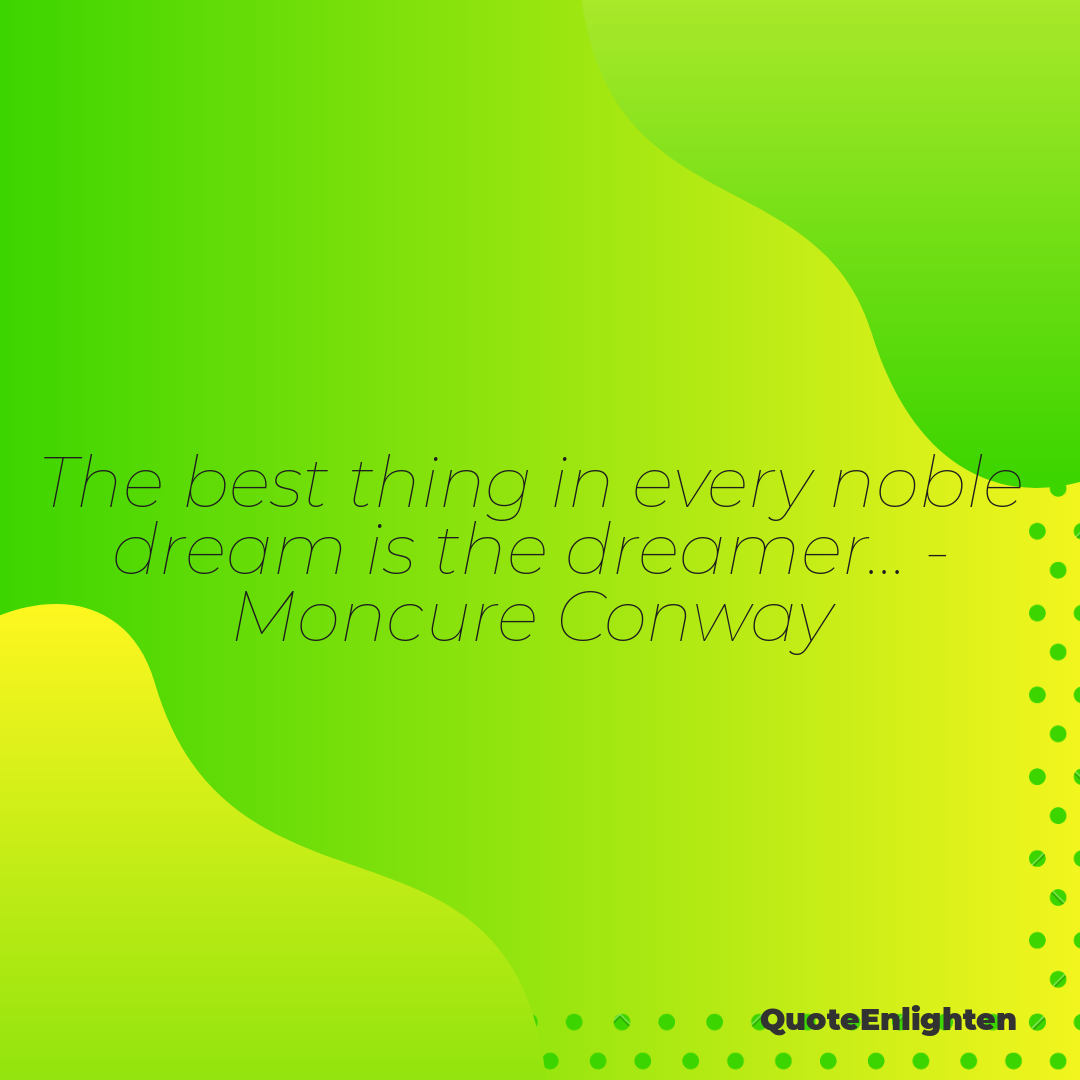 The best thing in every noble
dream is the dreamer... -
Moncure Conway
QuoteEnlighten